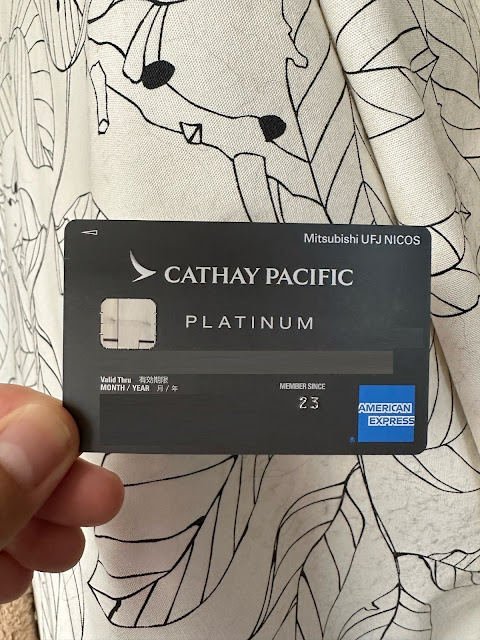 Mitsubishi UFJ NICOS
CATHAY PACIFIC
PLATINUM
Valid Thru 有効期限
MONTH / YEAR 月 / 年
MEMBER SINCE
23
AMERICAN
EXPRESS
®